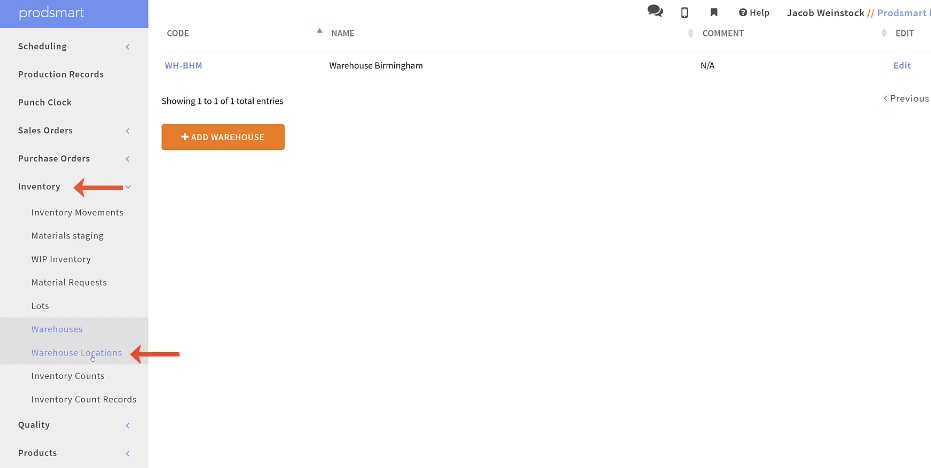 prodsmart
Help
Jacob Weinstock // Prodsmart
CODE
NAME
COMMENT
EDIT
WH-BHM
Warehouse Birmingham
N/A
Edit
Showing 1 to 1 of 1 total entries
< Previous
+ ADD WAREHOUSE
Scheduling
Production Records
Punch Clock
Sales Orders
Purchase Orders
Inventory
Inventory Movements
Materials staging
WIP Inventory
Material Requests
Lots
Warehouses
Warehouse Locations
Inventory Counts
Inventory Count Records
Quality
Products